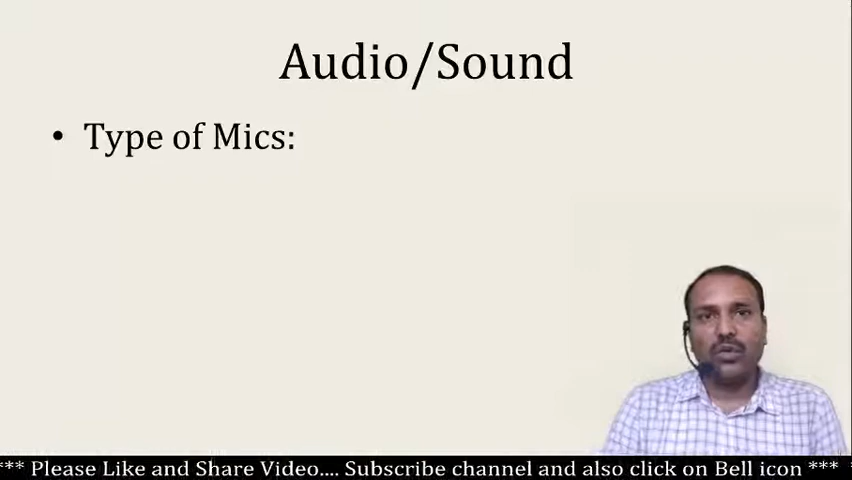 Audio/Sound
• Type of Mics:
*** Please Like and Share Video.... Subscribe channel and also click on Bell icon ***